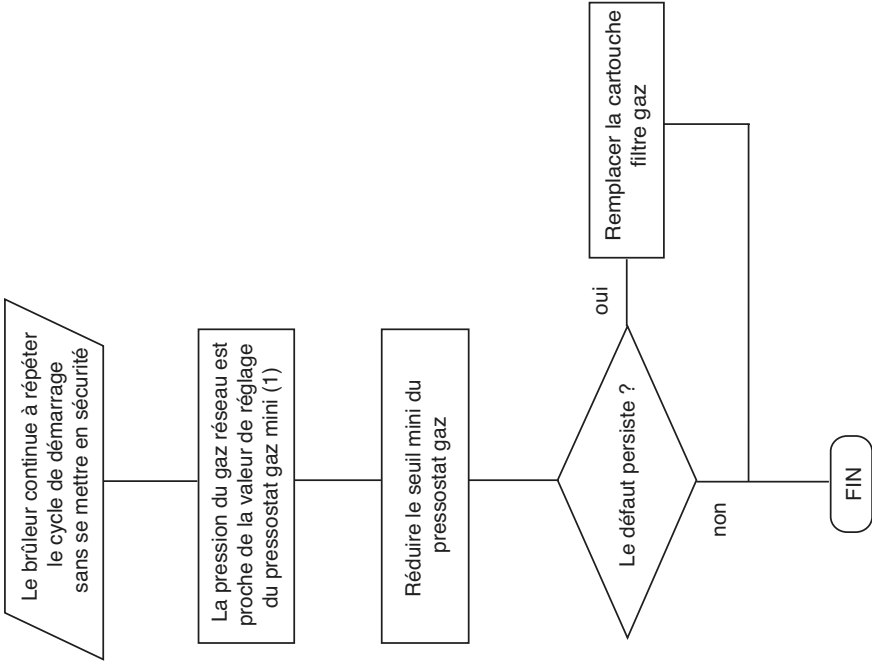 Le brûleur continue à répéter
le cycle de démarrage
sans se mettre en sécurité
La pression du gaz réseau est
proche de la valeur de réglage
du pressostat gaz mini (1)
Réduire le seuil mini du
pressostat gaz
Le défaut persiste ?
oui
Remplacer la cartouche
filtre gaz
non
FIN